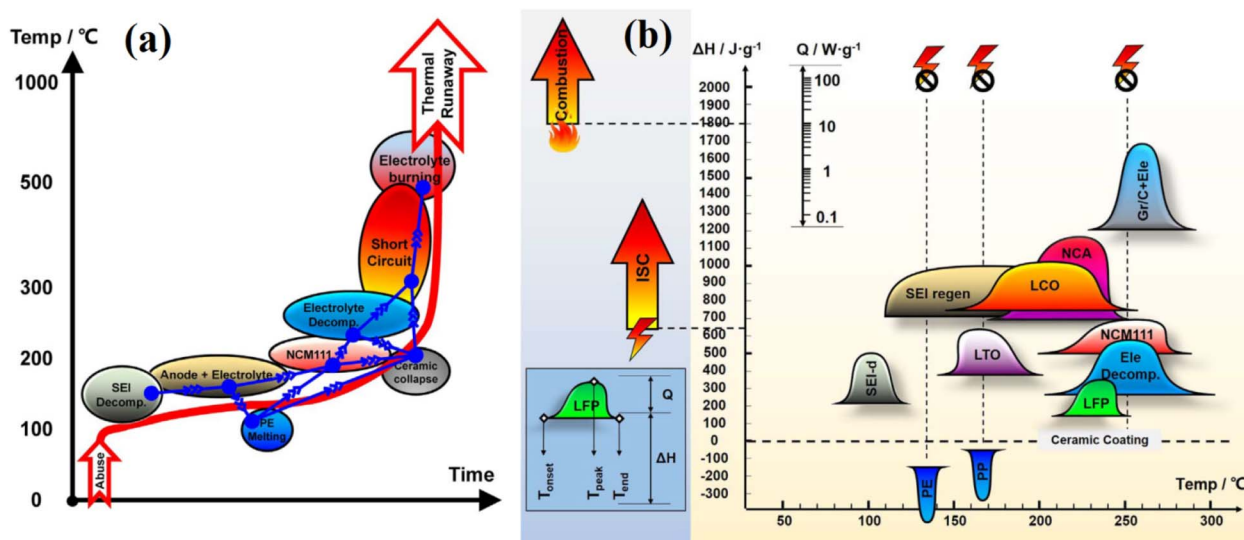 Temp / ℃
(a)
1000
500
300
200
100
0
Thermal
Runaway
Electrolyte
burning
Short
Circuit
Electrolyte
Decomp.
NCM111
Anode + Electrolyte
SEI
Decomp.
Ceramic
collapse
PE
Melting
Abuse
Time
(b)
Combustion
ISC
LFP
Q
ΔH
Tonset
Tpeak
Tend
ΔH / J·g-1
Q / W·g-1
2000
1900
1800
1700
1600
1500
1400
1300
1200
1100
1000
900
800
700
600
500
400
300
200
100
0
-100
-200
-300
100
10
1
0.1
Gr/C+Ele
NCA
SEI regen
LCO
NCM111
LTO
Ele
Decomp.
SEI-d
LFP
Ceramic Coating
PE
PP
Temp / ℃
50
100
150
200
250
300